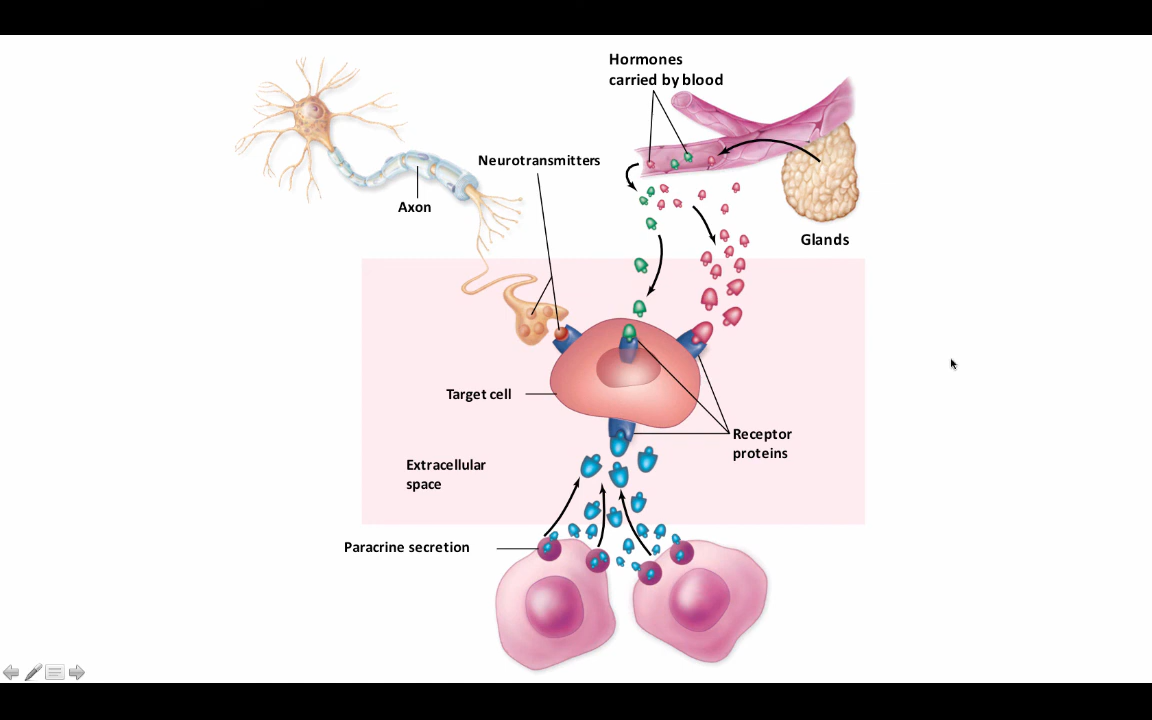 Hormones
carried by blood
Neurotransmitters
Axon
Glands
Target cell
Receptor
proteins
Extracellular
space
Paracrine secretion